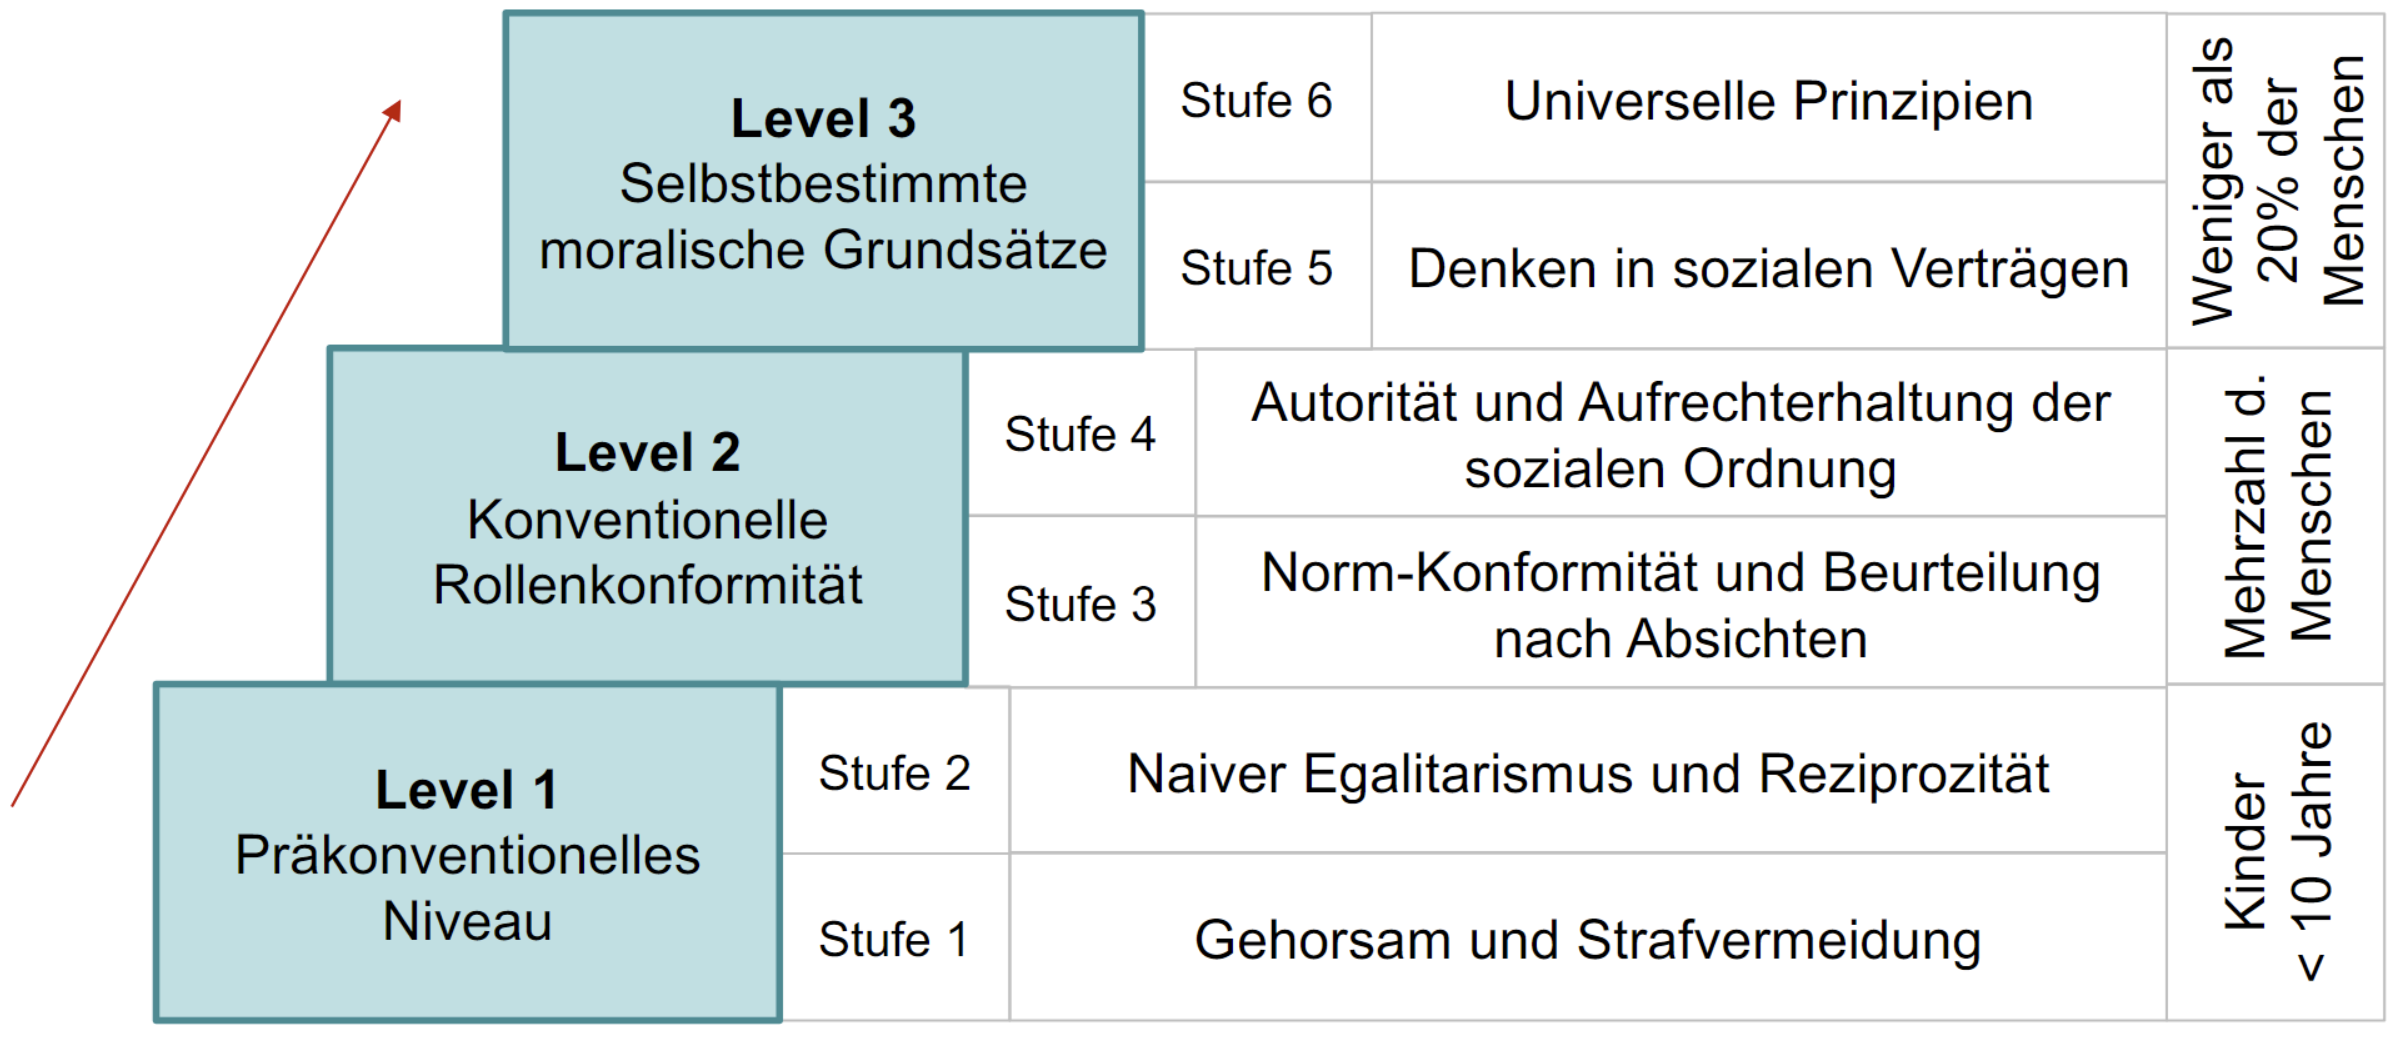 Level 3
Selbstbestimmte
moralische Grundsätze
Stufe 6
Universelle Prinzipien
Stufe 5
Denken in sozialen Verträgen
Weniger als
20% der
Menschen
Level 2
Konventionelle
Rollenkonformität
Stufe 4
Autorität und Aufrechterhaltung der
sozialen Ordnung
Stufe 3
Norm-Konformität und Beurteilung
nach Absichten
Mehrzahl d.
Menschen
Level 1
Präkonventionelles
Niveau
Stufe 2
Naiver Egalitarismus und Reziprozität
Stufe 1
Gehorsam und Strafvermeidung
Kinder
< 10 Jahre